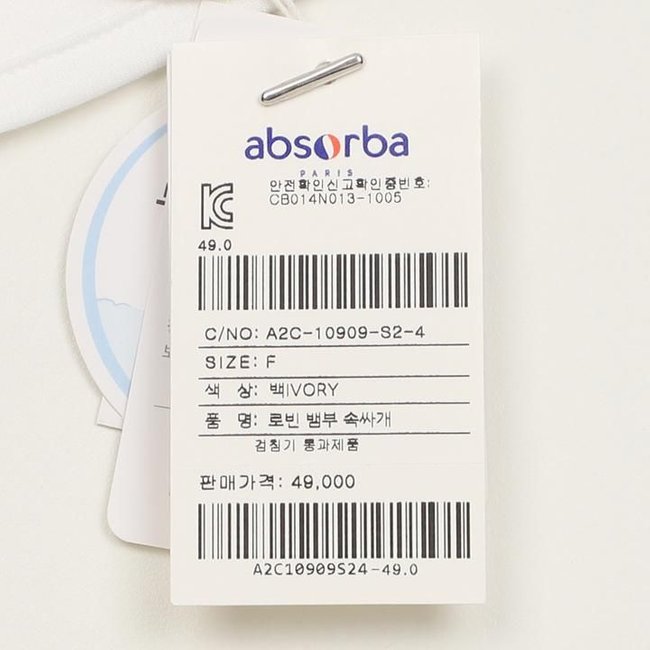 absorba
PARIS
안전확인신고확인증번호:
CB014N013-1005
49.0
C/NO: A2C-10909-S2-4
SIZE: F
색 상: 백IVORY
품 명: 로빈 뱀부 속싸개
검침기 통과제품
판매가격: 49,000
A2C10909S24-49.0